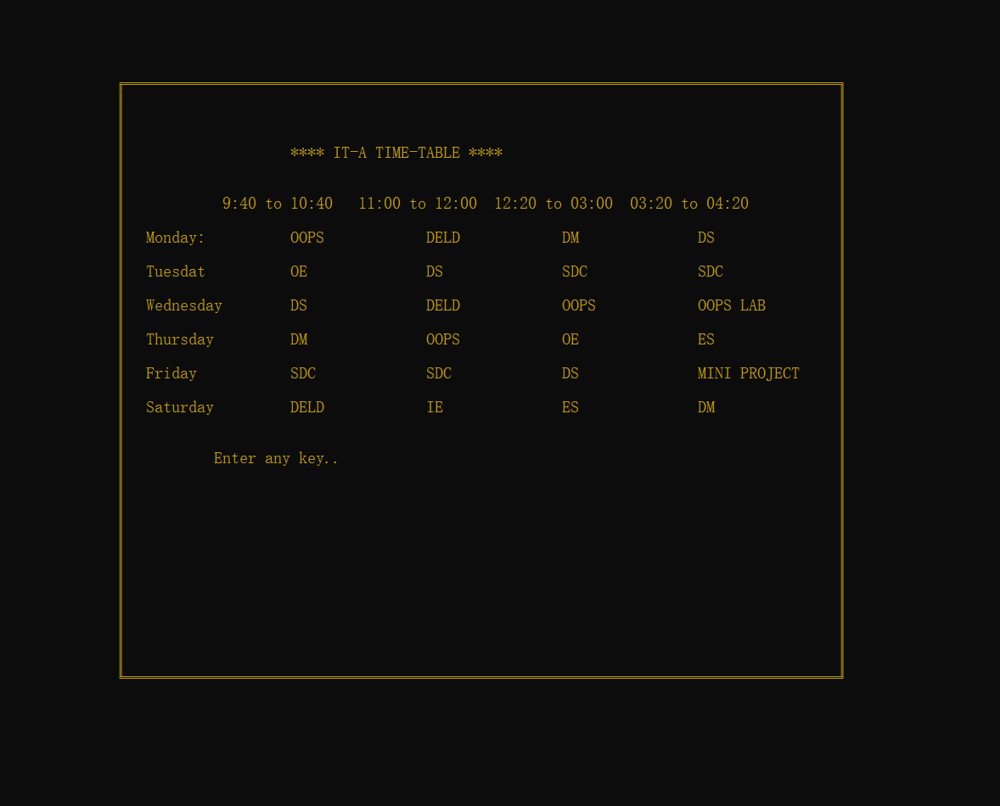 **** IT-A TIME-TABLE ****
9:40 to 10:40 11:00 to 12:00 12:20 to 03:00 03:20 to 04:20
Monday: OOPS DELD DM DS
Tuesdat OE DS SDC SDC
Wednesday DS DELD OOPS OOPS LAB
Thursday DM OOPS OE ES
Friday SDC SDC DS MINI PROJECT
Saturday DELD IE ES DM
Enter any key..